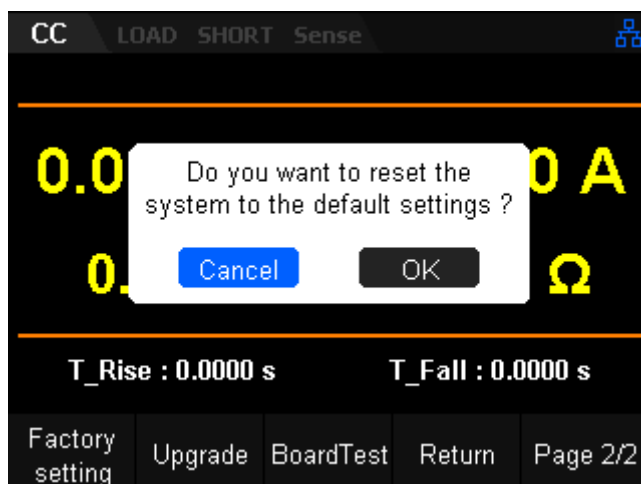 CC LOAD SHORT Sense
0.0 0 A
Do you want to reset the
system to the default settings ?
0. Ω
Cancel OK
T_Rise : 0.0000 s T_Fall : 0.0000 s
Factory setting Upgrade BoardTest Return Page 2/2